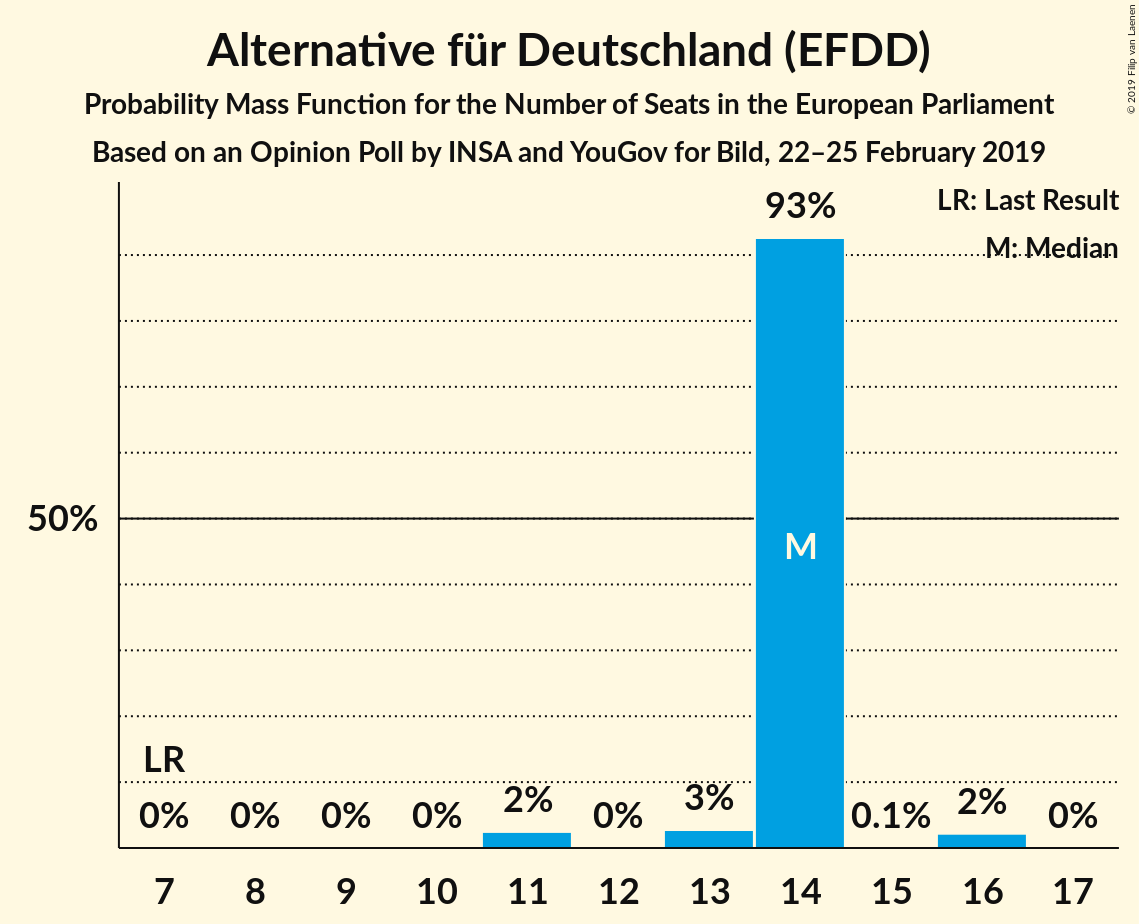 Alternative für Deutschland (EFDD)
Probability Mass Function for the Number of Seats in the European Parliament
Based on an Opinion Poll by INSA and YouGov for Bild, 22–25 February 2019
© 2019 Filip van Laenen
LR: Last Result
M: Median
93%
50%
M
LR
0% 0% 0% 0% 2% 0% 3% 0.1% 2% 0%
7 8 9 10 11 12 13 14 15 16 17